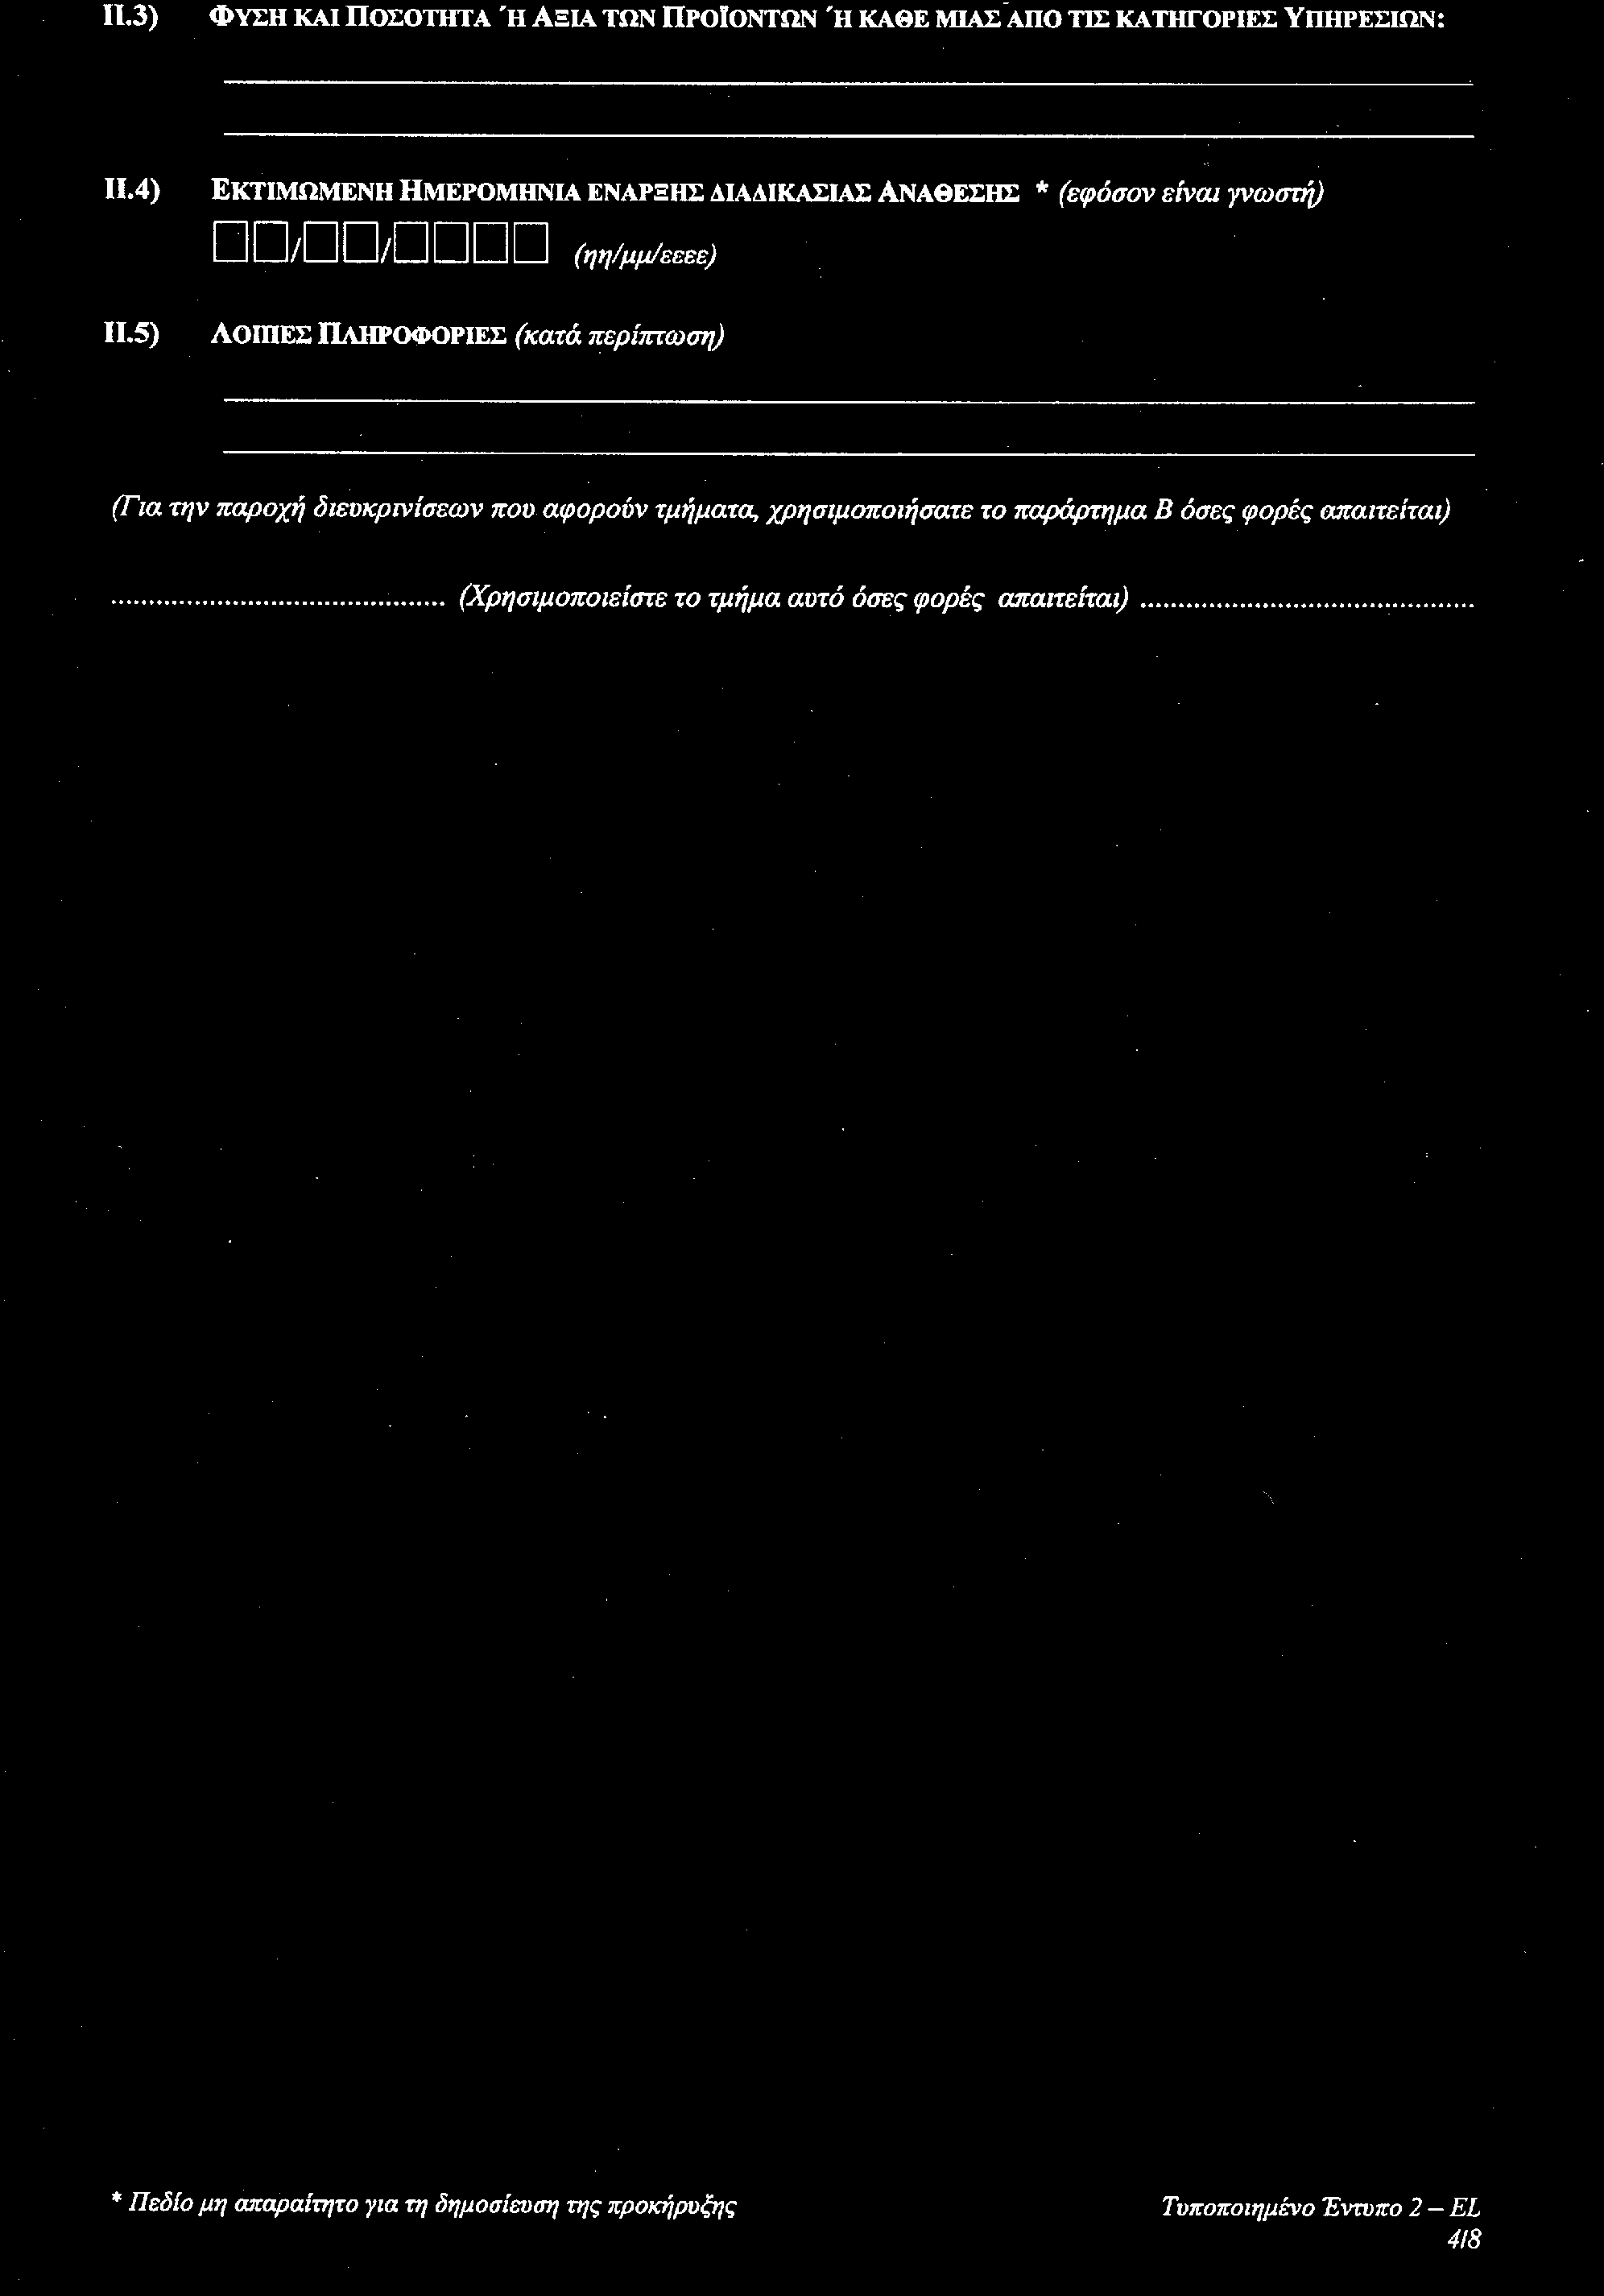 II.3) ΦΥΣΗ ΚΑΙ ΠΟΣΟΤΗΤΑ Ή ΑΞΙΑ ΤΩΝ ΠΡΟΪΟΝΤΩΝ Ή ΚΑΘΕ ΜΙΑΣ ΑΠΟ ΤΙΣ ΚΑΤΗΓΟΡΙΕΣ ΥΠΗΡΕΣΙΩΝ:
II.4) ΕΚΤΙΜΩΜΕΝΗ ΗΜΕΡΟΜΗΝΙΑ ΕΝΑΡΞΗΣ ΔΙΑΔΙΚΑΣΙΑΣ ΑΝΑΘΕΣΗΣ * (εφόσον είναι γνωστή)
□□/□□/□□□□ (ηη/μμ/εεεε)
II.5) ΛΟΙΠΕΣ ΠΛΗΡΟΦΟΡΙΕΣ (κατά περίπτωση)
(Για την παροχή διευκρινίσεων που αφορούν τμήματα, χρησιμοποιήσατε το παράρτημα Β όσες φορές απαιτείται)
............................................ (Χρησιμοποιείστε το τμήμα αυτό όσες φορές απαιτείται) ............................................
* Πεδίο μη απαραίτητο για τη δημοσίευση της προκήρυξης
Τυποποιημένο Έντυπο 2 – EL
4/8